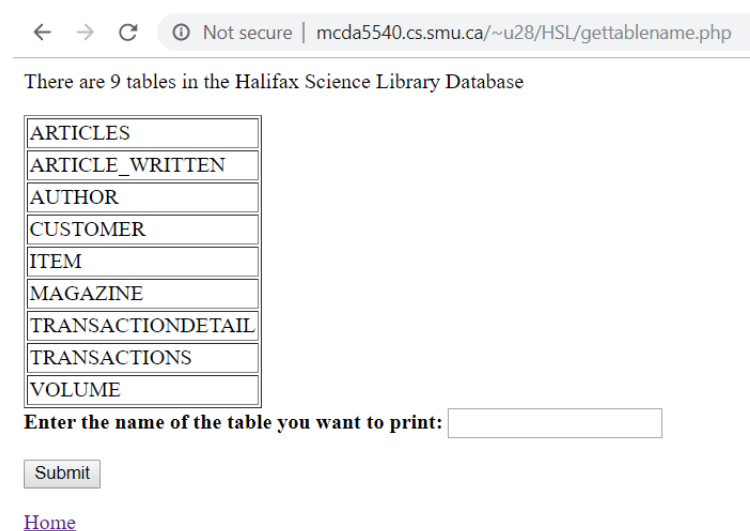 Not secure | mcda5540.cs.smu.ca/~u28/HSL/gettablename.php
There are 9 tables in the Halifax Science Library Database
ARTICLES
ARTICLE_WRITTEN
AUTHOR
CUSTOMER
ITEM
MAGAZINE
TRANSACTIONDETAIL
TRANSACTIONS
VOLUME
Enter the name of the table you want to print:
Submit
Home